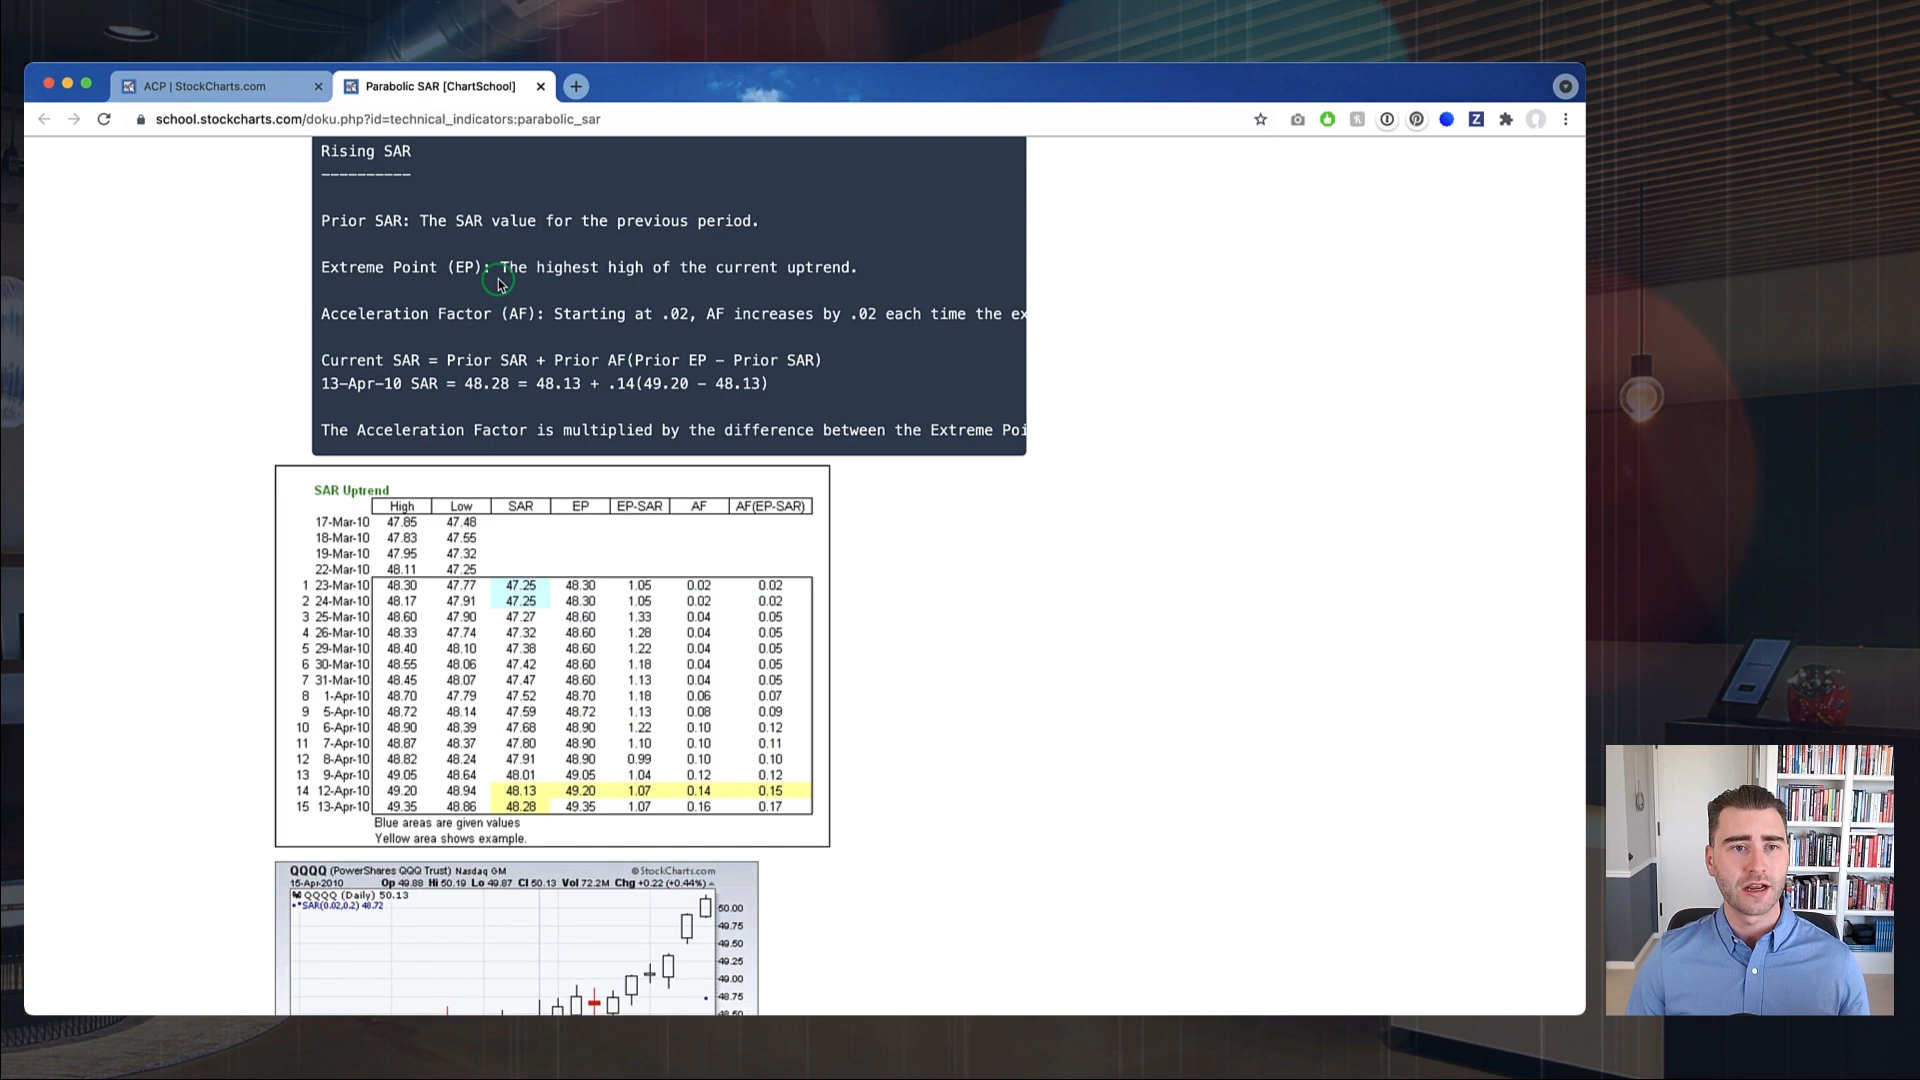 ACP | StockCharts.com
Parabolic SAR [ChartSchool]
school.stockcharts.com/doku.php?id=technical_indicators:parabolic_sar
Rising SAR
----------
Prior SAR: The SAR value for the previous period.
Extreme Point (EP): The highest high of the current uptrend.
Acceleration Factor (AF): Starting at .02, AF increases by .02 each time the ex
Current SAR = Prior SAR + Prior AF(Prior EP - Prior SAR)
13-Apr-10 SAR = 48.28 = 48.13 + .14(49.20 - 48.13)
The Acceleration Factor is multiplied by the difference between the Extreme Poi
SAR Uptrend
High Low SAR EP EP-SAR AF AF(EP-SAR)
17-Mar-10 47.85 47.48
18-Mar-10 47.83 47.55
19-Mar-10 47.95 47.32
22-Mar-10 48.11 47.25
1 23-Mar-10 48.30 47.77 47.25 48.30 1.05 0.02 0.02
2 24-Mar-10 48.17 47.91 47.25 48.30 1.05 0.02 0.02
3 25-Mar-10 48.60 47.90 47.27 48.60 1.33 0.04 0.05
4 26-Mar-10 48.33 47.74 47.32 48.60 1.28 0.04 0.05
5 29-Mar-10 48.40 48.10 47.38 48.60 1.22 0.04 0.05
6 30-Mar-10 48.55 48.06 47.42 48.60 1.18 0.04 0.05
7 31-Mar-10 48.45 48.07 47.47 48.60 1.13 0.04 0.05
8 1-Apr-10 48.70 47.79 47.52 48.70 1.18 0.06 0.07
9 5-Apr-10 48.72 48.14 47.59 48.72 1.13 0.08 0.09
10 6-Apr-10 48.90 48.39 47.68 48.90 1.22 0.10 0.12
11 7-Apr-10 48.87 48.37 47.80 48.90 1.10 0.10 0.11
12 8-Apr-10 48.82 48.24 47.91 48.90 0.99 0.10 0.10
13 9-Apr-10 49.05 48.64 48.01 49.05 1.04 0.12 0.12
14 12-Apr-10 49.20 48.94 48.13 49.20 1.07 0.14 0.15
15 13-Apr-10 49.35 48.86 48.28 49.35 1.07 0.16 0.17
Blue areas are given values
Yellow area shows example.
QQQQ (PowerShares QQQ Trust) Nasdaq GM © StockCharts.com
15-Apr-2010 Op 49.88 Hi 50.19 Lo 49.87 Cl 50.13 Vol 72.2M Chg +0.22 (+0.44%)
QQQQ (Daily) 50.13
SAR(0.02,0.2) 48.72
50.00
49.75
49.50
49.25
49.00
48.75
48.50